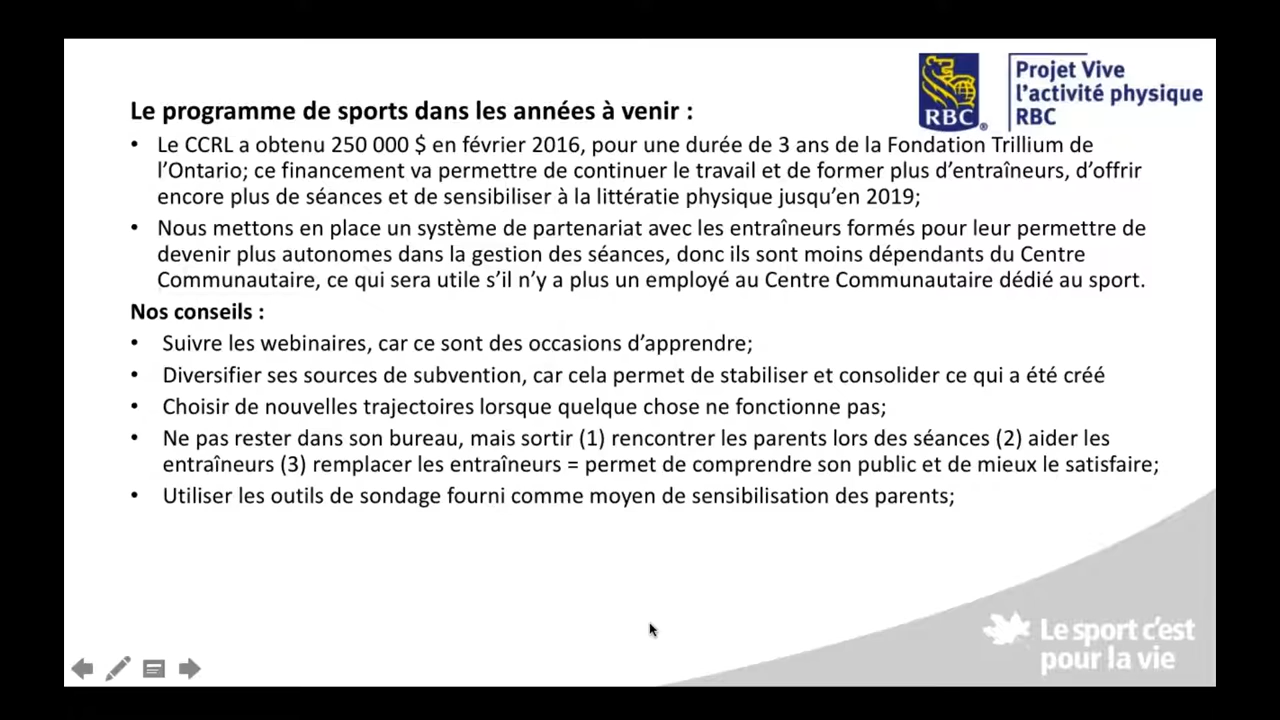 RBC®
Projet Vive
l'activité physique
RBC
Le programme de sports dans les années à venir :
• Le CCRL a obtenu 250 000 $ en février 2016, pour une durée de 3 ans de la Fondation Trillium de
l'Ontario; ce financement va permettre de continuer le travail et de former plus d'entraîneurs, d'offrir
encore plus de séances et de sensibiliser à la littératie physique jusqu'en 2019;
• Nous mettons en place un système de partenariat avec les entraîneurs formés pour leur permettre de
devenir plus autonomes dans la gestion des séances, donc ils sont moins dépendants du Centre
Communautaire, ce qui sera utile s'il n'y a plus un employé au Centre Communautaire dédié au sport.
Nos conseils :
• Suivre les webinaires, car ce sont des occasions d'apprendre;
• Diversifier ses sources de subvention, car cela permet de stabiliser et consolider ce qui a été créé
• Choisir de nouvelles trajectoires lorsque quelque chose ne fonctionne pas;
• Ne pas rester dans son bureau, mais sortir (1) rencontrer les parents lors des séances (2) aider les
entraîneurs (3) remplacer les entraîneurs = permet de comprendre son public et de mieux le satisfaire;
• Utiliser les outils de sondage fourni comme moyen de sensibilisation des parents;
Le sport c'est
pour la vie